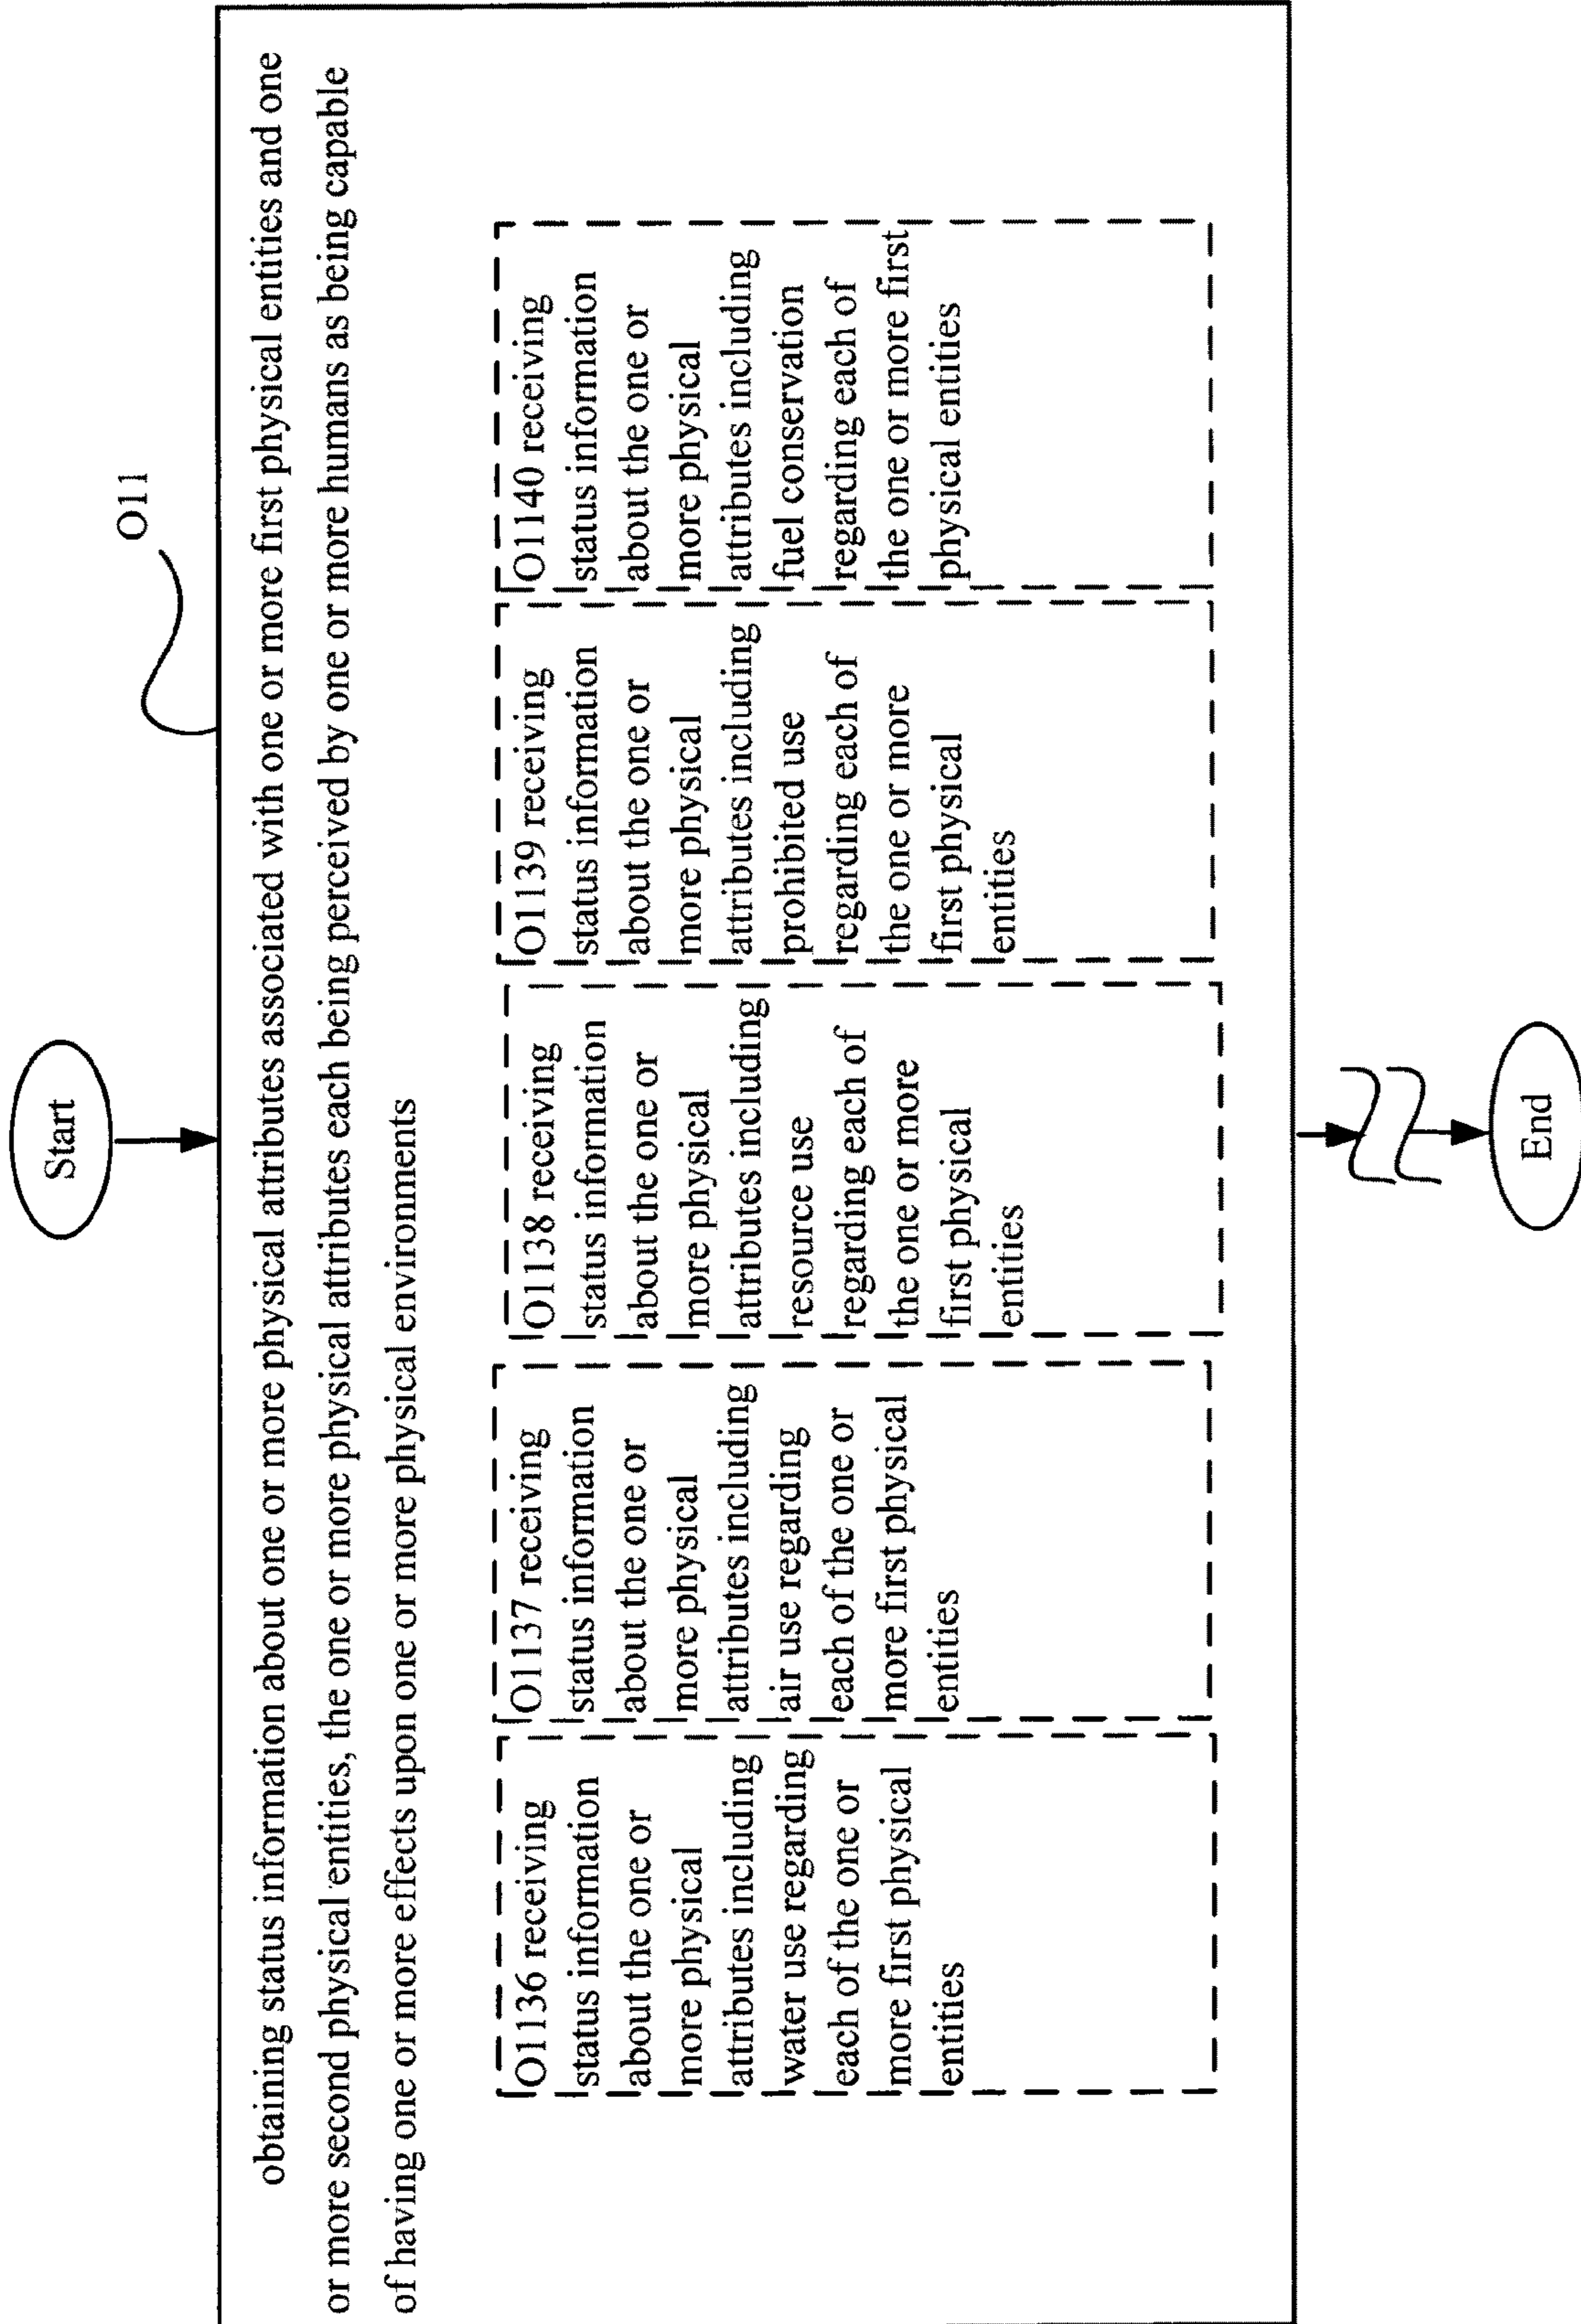 Start
O11
obtaining status information about one or more physical attributes associated with one or more first physical entities and one
or more second physical entities, the one or more physical attributes each being perceived by one or more humans as being capable
of having one or more effects upon one or more physical environments
O1136 receiving
status information
about the one or
more physical
attributes including
water use regarding
each of the one or
more first physical
entities
O1137 receiving
status information
about the one or
more physical
attributes including
air use regarding
each of the one or
more first physical
entities
O1138 receiving
status information
about the one or
more physical
attributes including
resource use
regarding each of
the one or more
first physical
entities
O1139 receiving
status information
about the one or
more physical
attributes including
prohibited use
regarding each of
the one or more
first physical
entities
O1140 receiving
status information
about the one or
more physical
attributes including
fuel conservation
regarding each of
the one or more first
physical entities
End